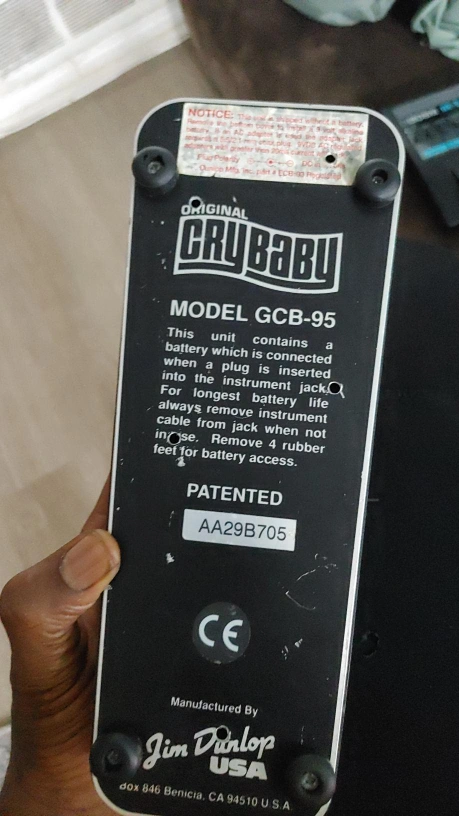 NOTICE:
ORIGINAL
CRYBABY
MODEL GCB-95
This unit contains a
battery which is connected
when a plug is inserted
into the instrument jack.
For longest battery life
always remove instrument
cable from jack when not
in use. Remove 4 rubber
feet for battery access.
PATENTED
AA29B705
CE
Manufactured By
Jim Dunlop
USA
Box 846 Benicia, CA 94510 U.S.A.